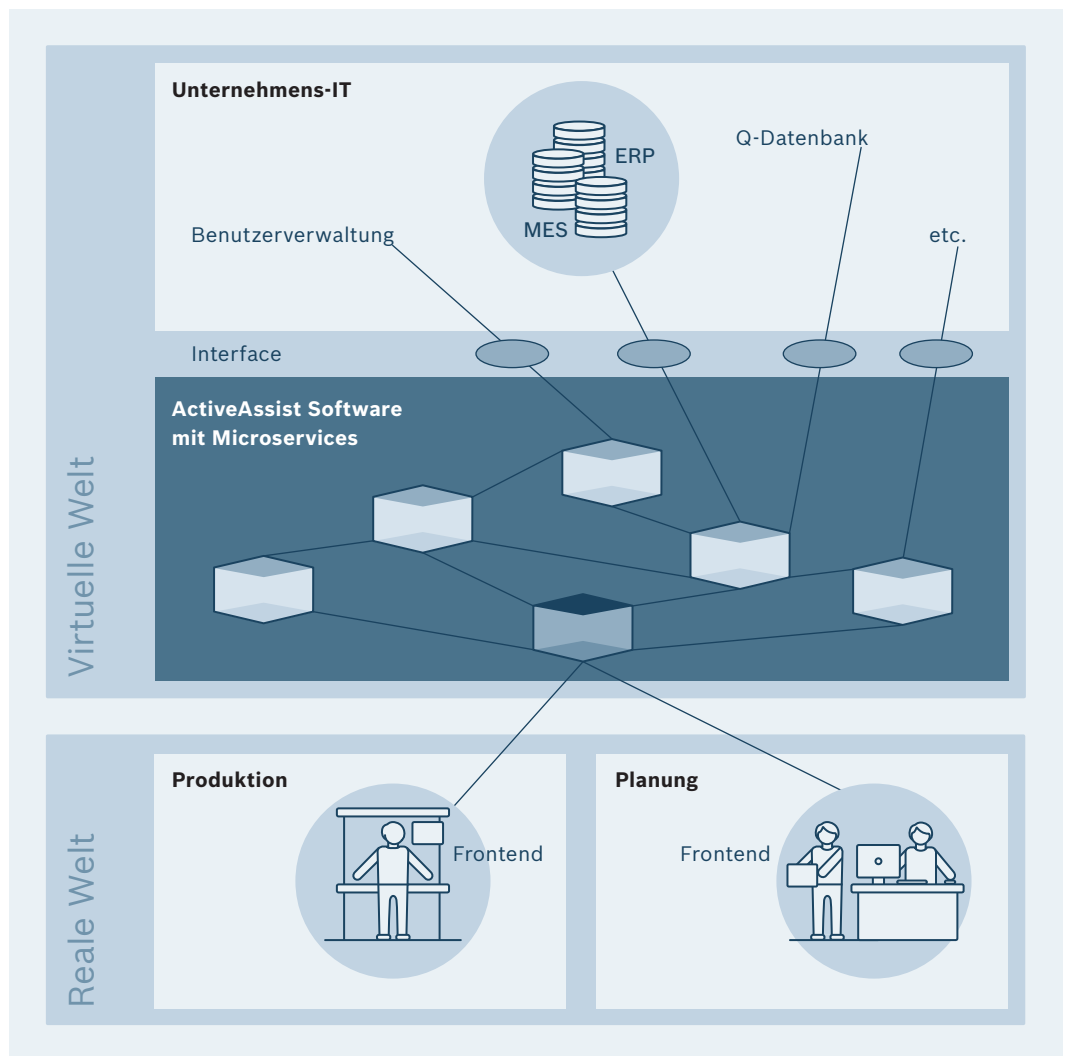 Unternehmens-IT
Q-Datenbank
ERP
MES
Benutzerverwaltung
etc.
Interface
ActiveAssist Software
mit Microservices
Virtuelle Welt
Produktion
Planung
Frontend
Frontend
Reale Welt